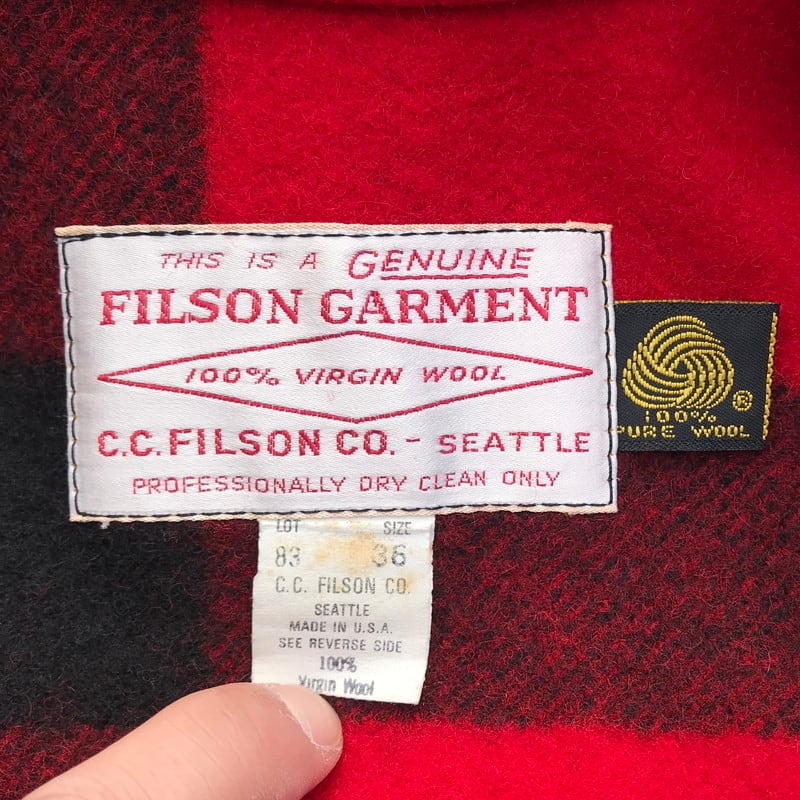 THIS IS A GENUINE
FILSON GARMENT
100% VIRGIN WOOL
C.C. FILSON CO. - SEATTLE
PROFESSIONALLY DRY CLEAN ONLY
100% ®
PURE WOOL
LOT SIZE
83 36
C.C. FILSON CO.
SEATTLE
MADE IN U.S.A.
SEE REVERSE SIDE
100%
Virgin Wool